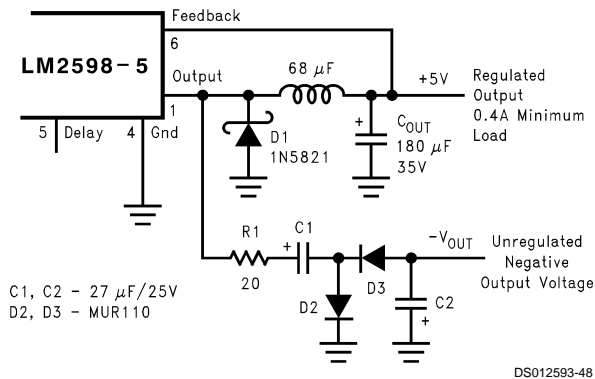 Feedback
6
LM2598-5
Output
1
68 µF
+5V
Regulated
Output
0.4A Minimum
Load
5 Delay
4 Gnd
D1
1N5821
+
COUT
180 µF
35V
R1
20
+
C1
-VOUT
Unregulated
Negative
Output Voltage
D2
D3
C2
+
C1, C2 - 27 µF/25V
D2, D3 - MUR110
DS012593-48